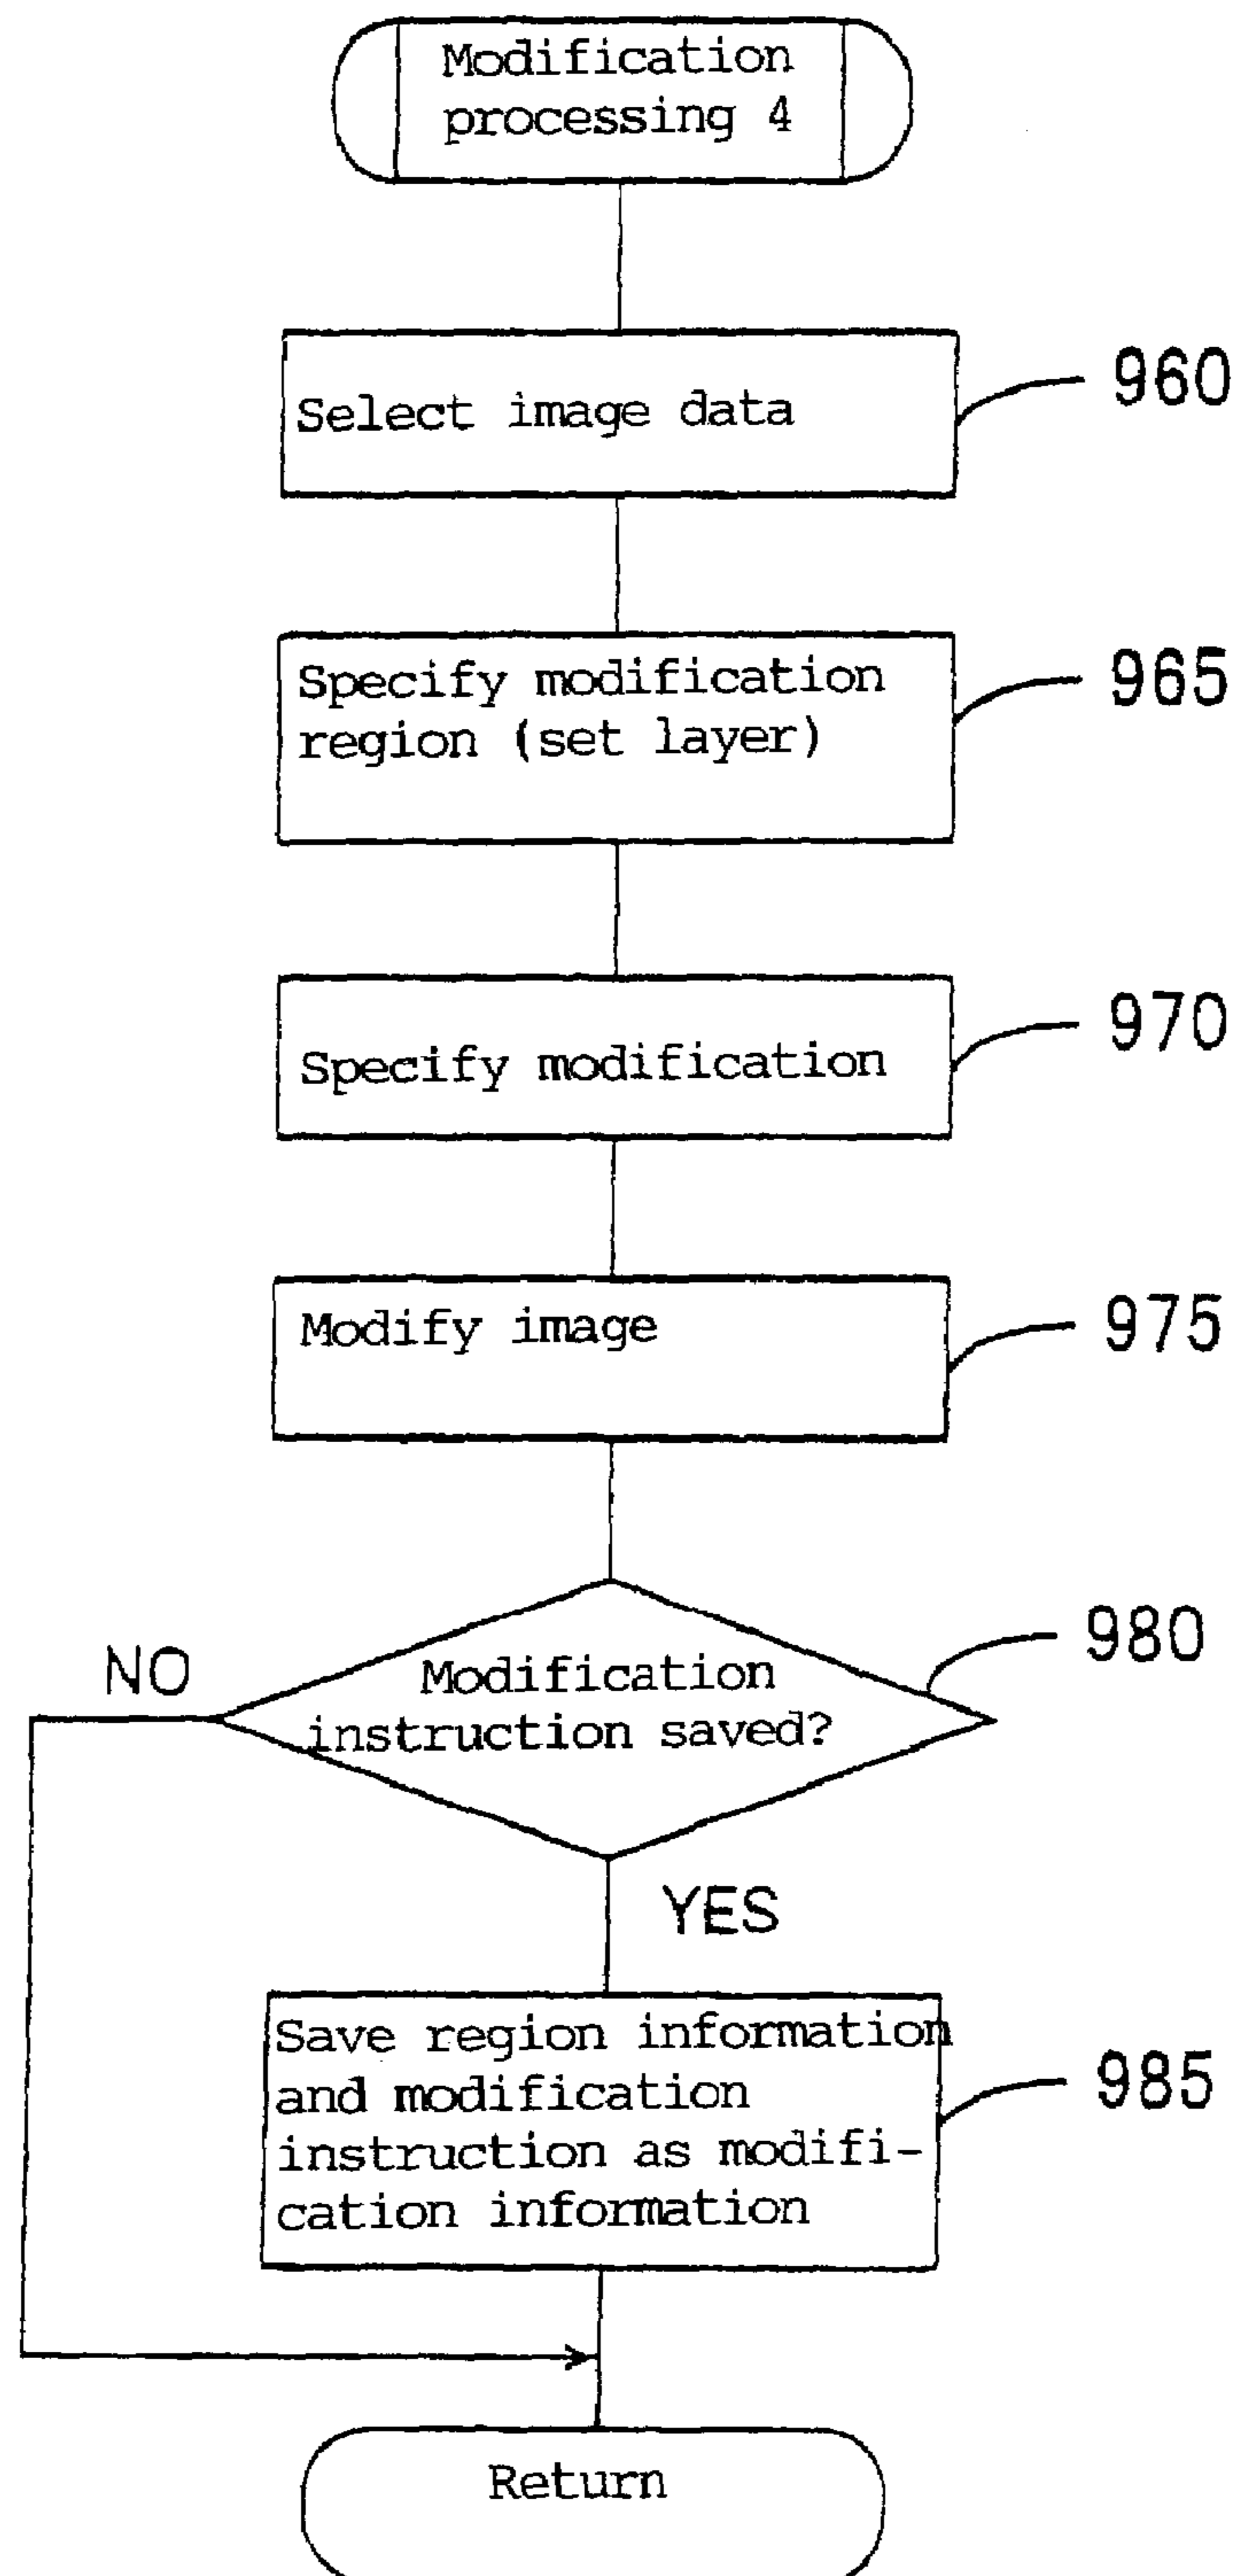 Modification
processing 4
Select image data
960
Specify modification
region (set layer)
965
Specify modification
970
Modify image
975
Modification
instruction saved?
980
NO
YES
Save region information
and modification
instruction as modifi-
cation information
985
Return